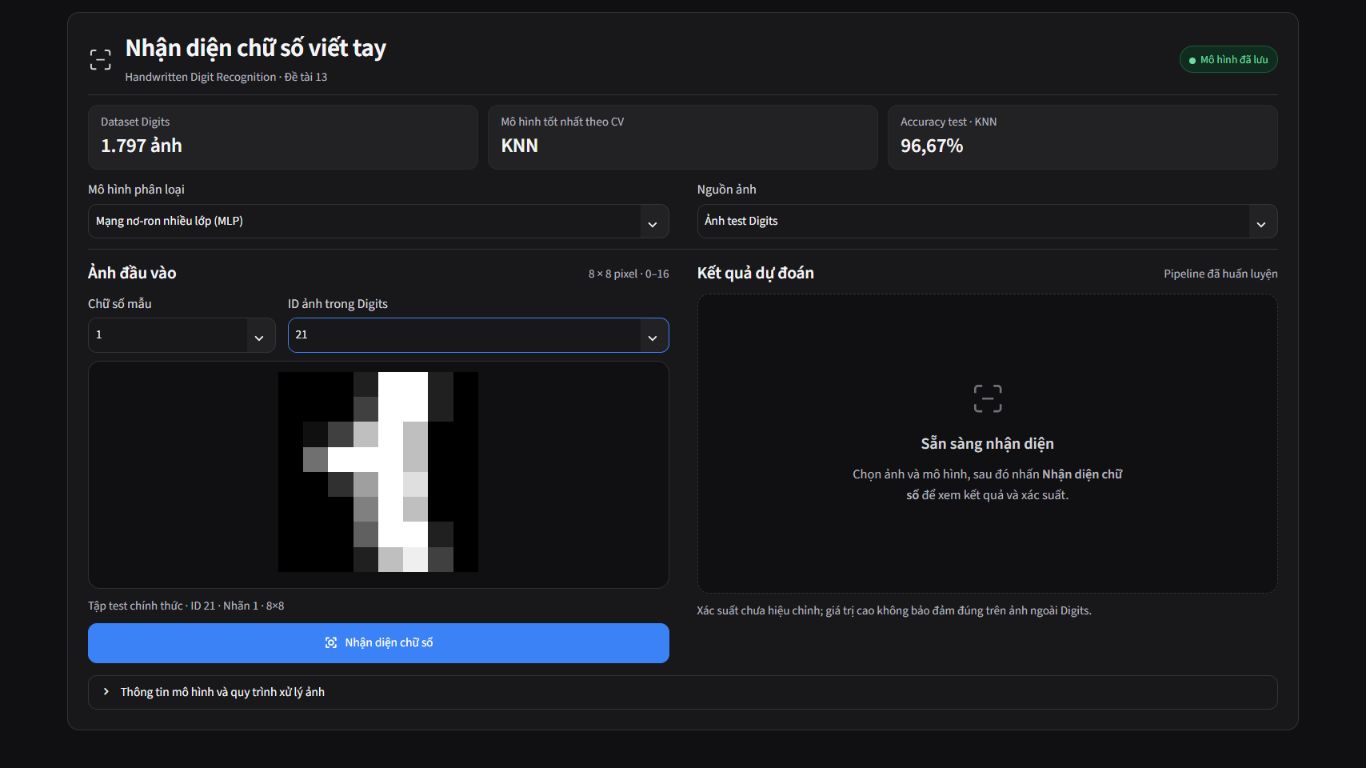 Nhận diện chữ số viết tay
Handwritten Digit Recognition · Đề tài 13
Mô hình đã lưu
Dataset Digits
1.797 ảnh
Mô hình tốt nhất theo CV
KNN
Accuracy test · KNN
96,67%
Mô hình phân loại
Mạng nơ-ron nhiều lớp (MLP)
Nguồn ảnh
Ảnh test Digits
Ảnh đầu vào
8 × 8 pixel · 0–16
Chữ số mẫu
1
ID ảnh trong Digits
21
Tập test chính thức · ID 21 · Nhãn 1 · 8×8
Nhận diện chữ số
Kết quả dự đoán
Pipeline đã huấn luyện
Sẵn sàng nhận diện
Chọn ảnh và mô hình, sau đó nhấn Nhận diện chữ
số để xem kết quả và xác suất.
Xác suất chưa hiệu chỉnh; giá trị cao không bảo đảm đúng trên ảnh ngoài Digits.
Thông tin mô hình và quy trình xử lý ảnh